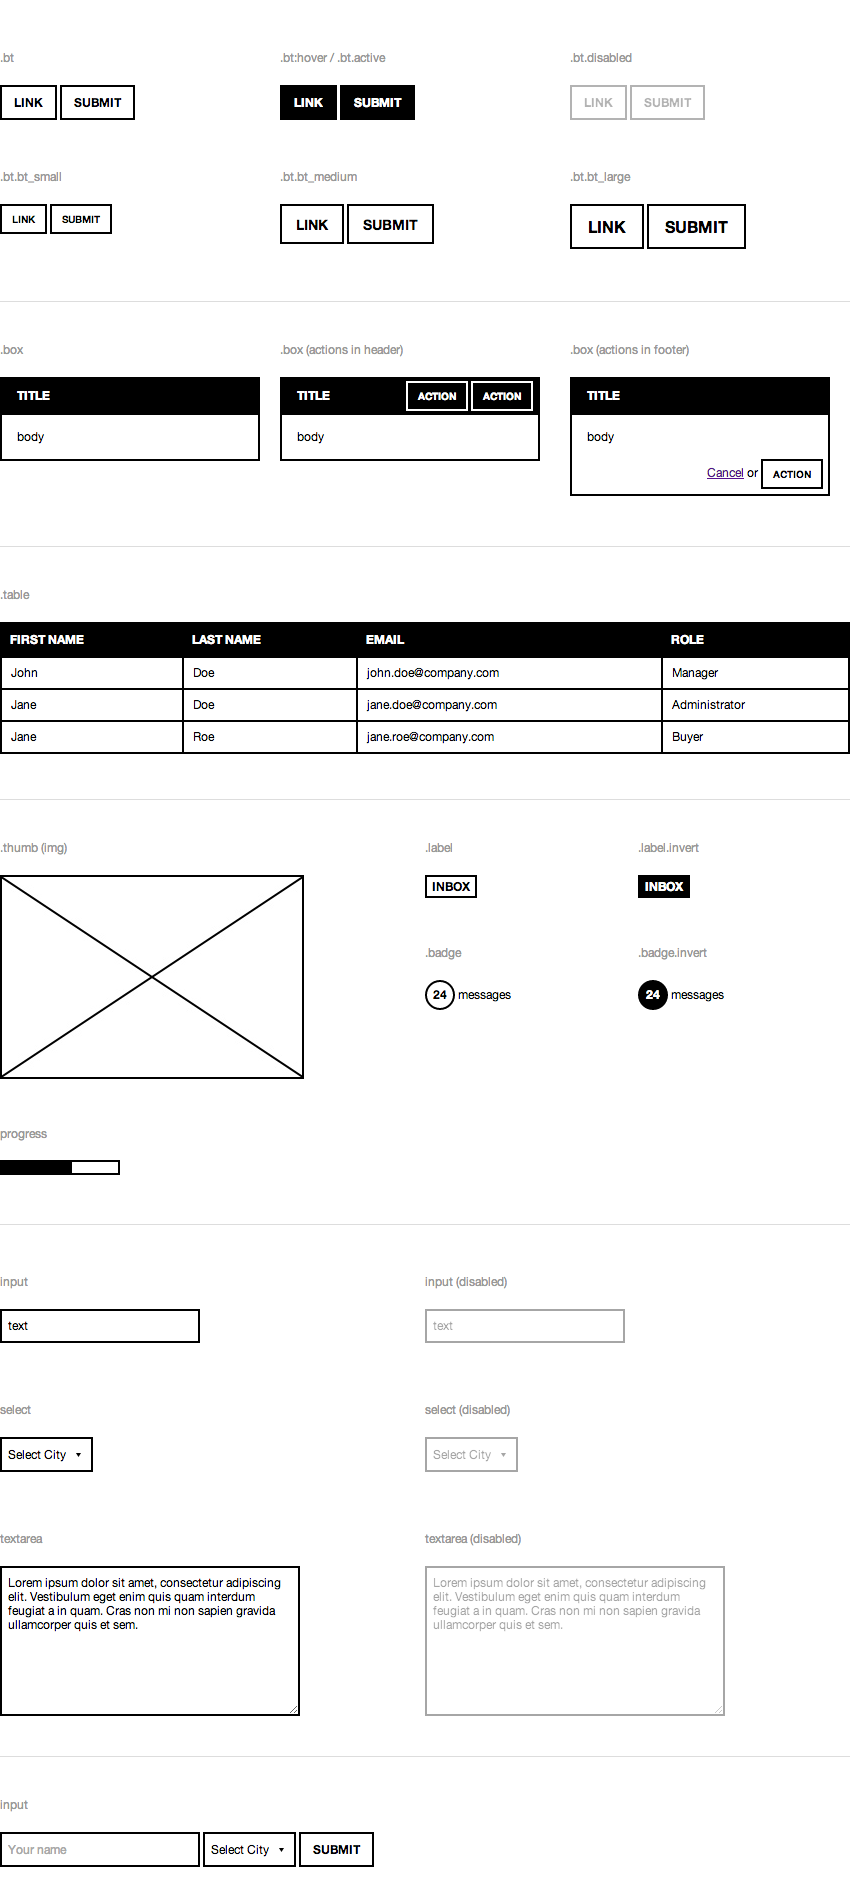 .bt .bt:hover / .bt.active .bt.disabled
LINK SUBMIT LINK SUBMIT LINK SUBMIT
.bt.bt_small .bt.bt_medium .bt.bt_large
LINK SUBMIT LINK SUBMIT LINK SUBMIT
.box .box (actions in header) .box (actions in footer)
TITLE TITLE ACTION ACTION TITLE
body body body
Cancel or ACTION
.table
FIRST NAME LAST NAME EMAIL ROLE
John Doe john.doe@company.com Manager
Jane Doe jane.doe@company.com Administrator
Jane Roe jane.roe@company.com Buyer
.thumb (img) .label .label.invert
INBOX INBOX
.badge .badge.invert
24 messages 24 messages
progress
input input (disabled)
text text
select select (disabled)
Select City ▾ Select City ▾
textarea
Lorem ipsum dolor sit amet, consectetur adipiscing
elit. Vestibulum eget enim quis quam interdum
feugiat a in quam. Cras non mi non sapien gravida
ullamcorper quis et sem.
textarea (disabled)
Lorem ipsum dolor sit amet, consectetur adipiscing
elit. Vestibulum eget enim quis quam interdum
feugiat a in quam. Cras non mi non sapien gravida
ullamcorper quis et sem.
input
Your name Select City ▾ SUBMIT